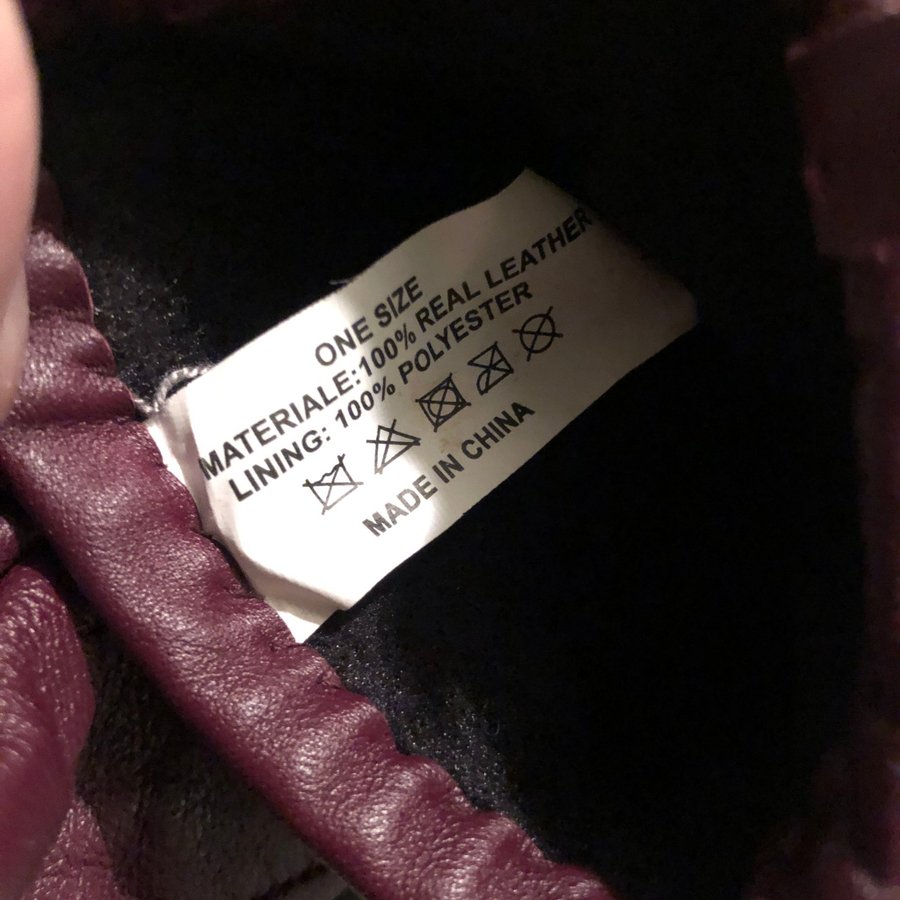 ONE SIZE
MATERIALE:100% REAL LEATHER
LINING: 100% POLYESTER
MADE IN CHINA